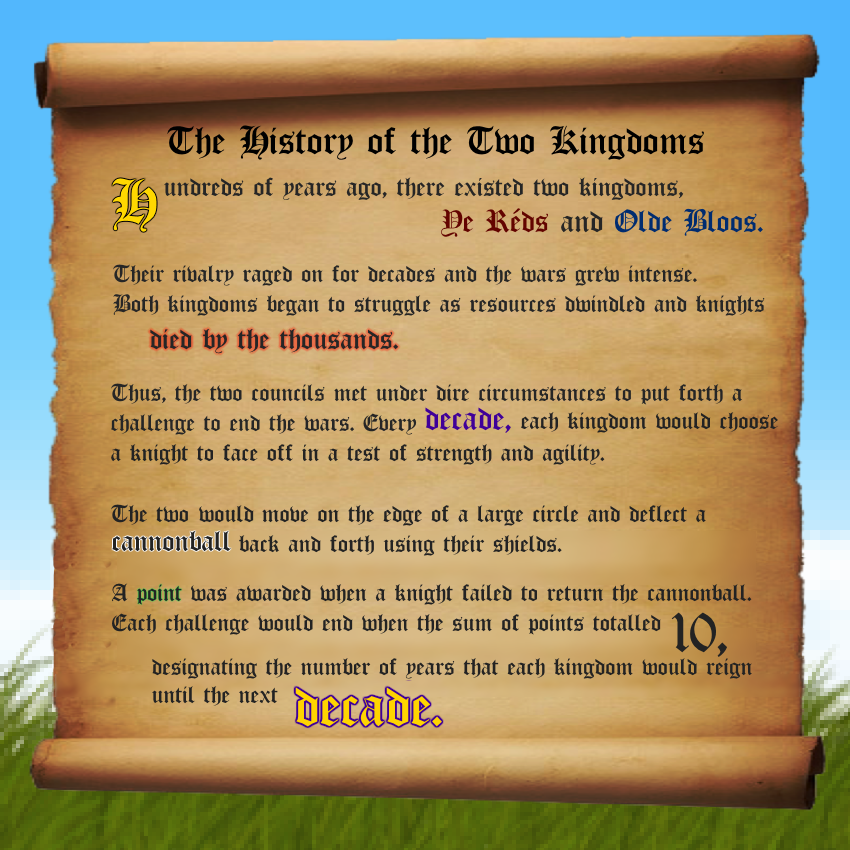 The History of the Two Kingdoms
Hundreds of years ago, there existed two kingdoms,
Ye Réds and Olde Bloos.
Their rivalry raged on for decades and the wars grew intense.
Both kingdoms began to struggle as resources dwindled and knights
died by the thousands.
Thus, the two councils met under dire circumstances to put forth a
challenge to end the wars. Every decade, each kingdom would choose
a knight to face off in a test of strength and agility.
The two would move on the edge of a large circle and deflect a
cannonball back and forth using their shields.
A point was awarded when a knight failed to return the cannonball.
Each challenge would end when the sum of points totalled 10,
designating the number of years that each kingdom would reign
until the next decade.